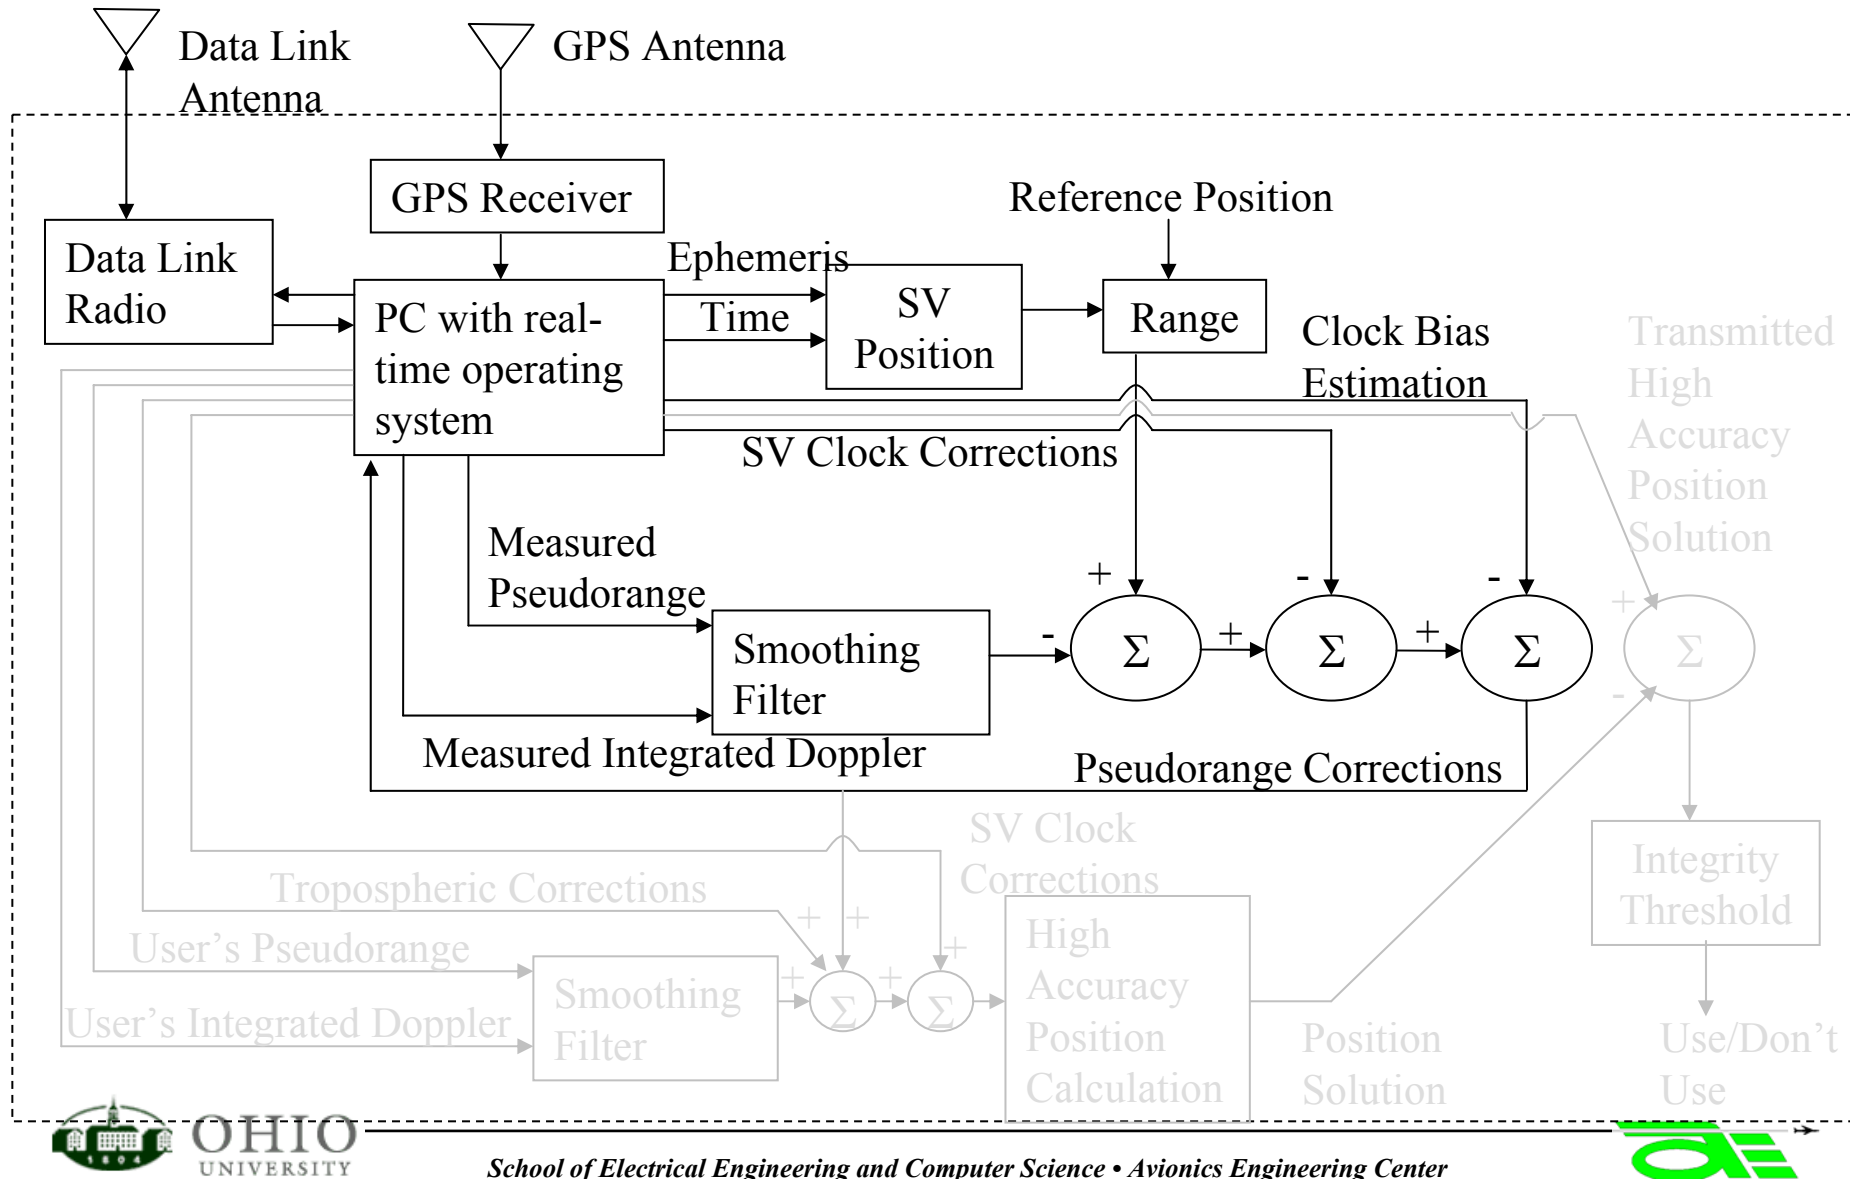 Data Link
Antenna
GPS Antenna
GPS Receiver
Reference Position
Data Link
Radio
Ephemeris
Time
SV
Position
Range
PC with real-
time operating
system
Clock Bias
Estimation
Transmitted
High
Accuracy
Position
Solution
SV Clock Corrections
Measured
Pseudorange
+
-
-
+
Smoothing
Filter
-
Σ
+
Σ
+
Σ
Σ
-
Measured Integrated Doppler
Pseudorange Corrections
SV Clock
Corrections
Integrity
Threshold
Tropospheric Corrections
+
+
User's Pseudorange
+
High
Accuracy
Position
Calculation
Smoothing
Filter
+
Σ
+
Σ
User's Integrated Doppler
Position
Solution
Use/Don't
Use
1804
OHIO
UNIVERSITY
School of Electrical Engineering and Computer Science • Avionics Engineering Center